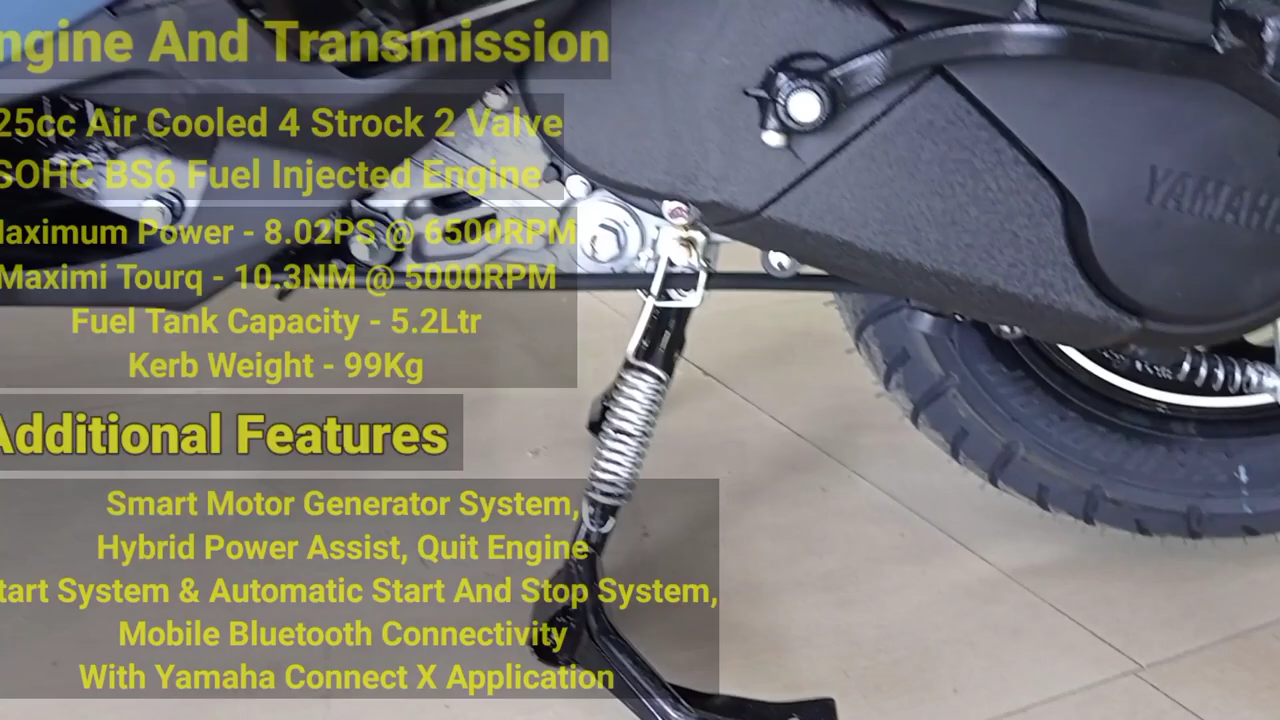 ngine And Transmission
25cc Air Cooled 4 Strock 2 Valve
SOHC BS6 Fuel Injected Engine
Maximum Power - 8.02PS @ 6500RPM
Maximi Tourq - 10.3NM @ 5000RPM
Fuel Tank Capacity - 5.2Ltr
Kerb Weight - 99Kg
Additional Features
Smart Motor Generator System,
Hybrid Power Assist, Quit Engine
tart System & Automatic Start And Stop System,
Mobile Bluetooth Connectivity
With Yamaha Connect X Application
YAMAH